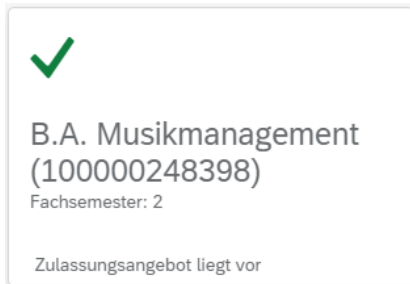 B.A. Musikmanagement
(100000248398)
Fachsemester: 2
Zulassungsangebot liegt vor